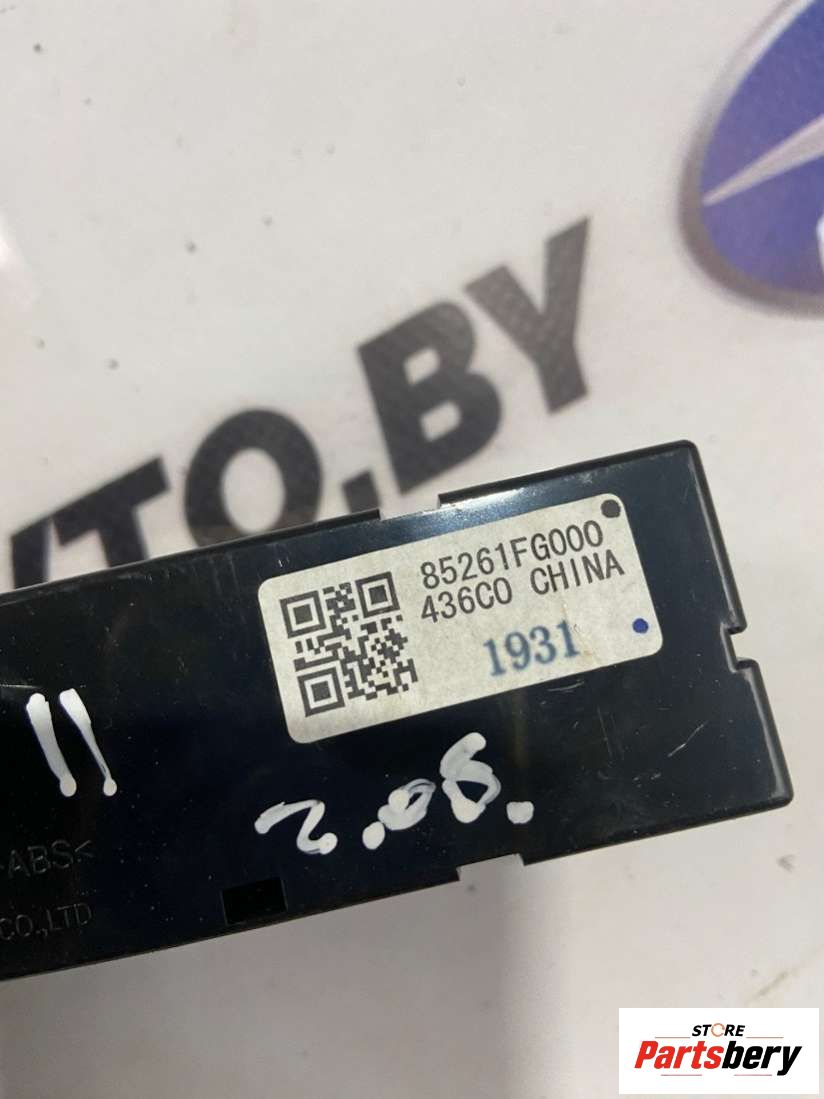 TO.BY
85261FG000
436C0 CHINA
1931
11
2.08.
>ABS<
CO.,LTD
STORE
Partsbery